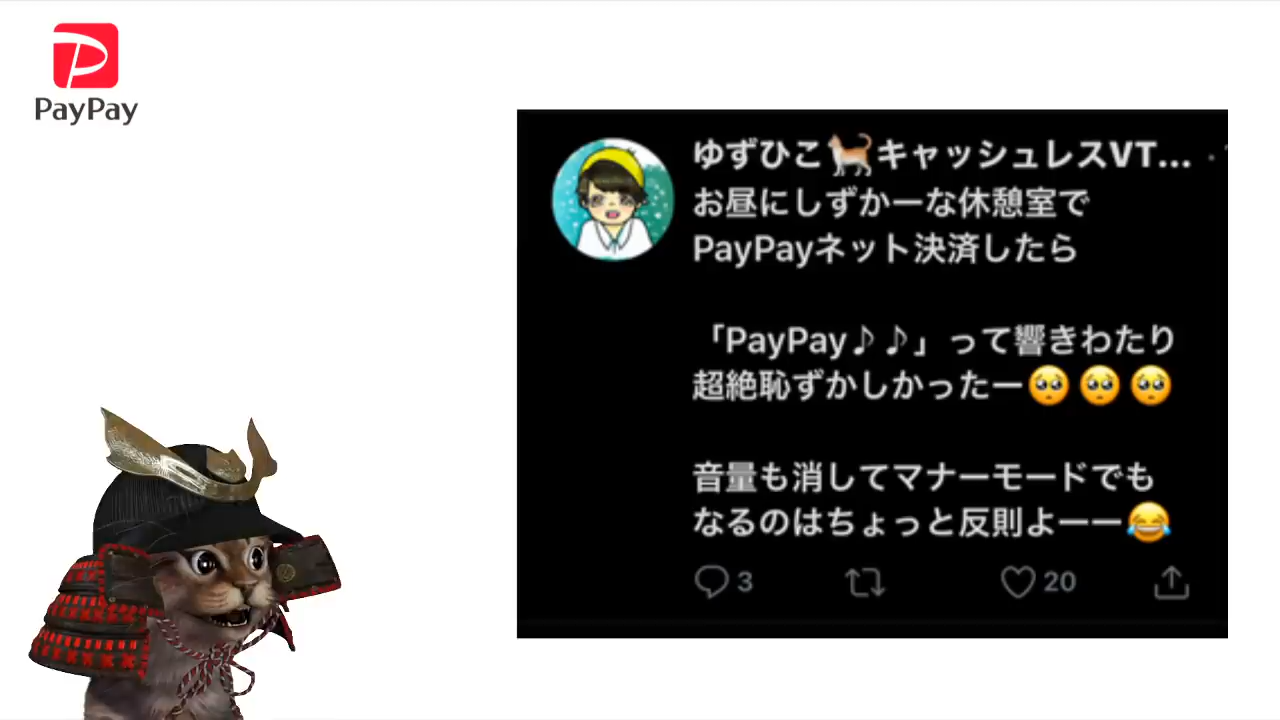 PayPay
ゆずひこ🐈キャッシュレスVT...
お昼にしずかーな休憩室で
PayPayネット決済したら
「PayPay♪♪」って響きわたり
超絶恥ずかしかったー🥺🥺🥺
音量も消してマナーモードでも
なるのはちょっと反則よーー😂
3 20